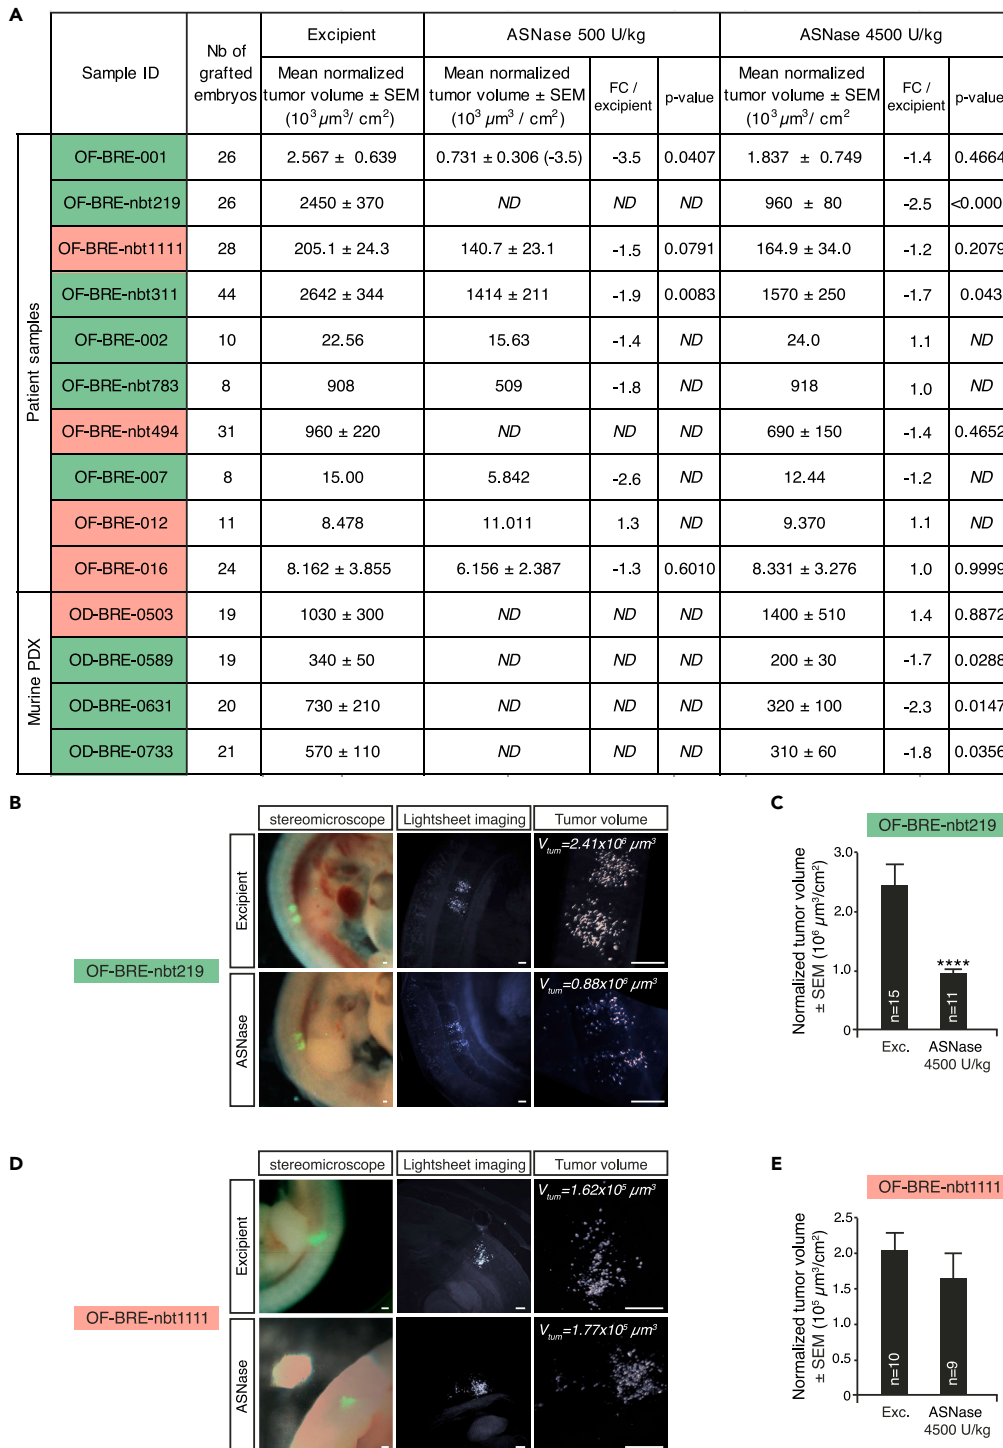 A
Sample ID
Nb of grafted embryos
Excipient
ASNase 500 U/kg
ASNase 4500 U/kg
Mean normalized tumor volume ± SEM (10³ µm³/ cm²)
Mean normalized tumor volume ± SEM (10³ µm³ / cm²)
FC / excipient
p-value
Mean normalized tumor volume ± SEM (10³ µm³ / cm²
FC / excipient
p-value
Patient samples
OF-BRE-001 26 2.567 ± 0.639 0.731 ± 0.306 (-3.5) -3.5 0.0407 1.837 ± 0.749 -1.4 0.4664
OF-BRE-nbt219 26 2450 ± 370 ND ND ND 960 ± 80 -2.5 <0.000
OF-BRE-nbt1111 28 205.1 ± 24.3 140.7 ± 23.1 -1.5 0.0791 164.9 ± 34.0 -1.2 0.2079
OF-BRE-nbt311 44 2642 ± 344 1414 ± 211 -1.9 0.0083 1570 ± 250 -1.7 0.043
OF-BRE-002 10 22.56 15.63 -1.4 ND 24.0 1.1 ND
OF-BRE-nbt783 8 908 509 -1.8 ND 918 1.0 ND
OF-BRE-nbt494 31 960 ± 220 ND ND ND 690 ± 150 -1.4 0.4652
OF-BRE-007 8 15.00 5.842 -2.6 ND 12.44 -1.2 ND
OF-BRE-012 11 8.478 11.011 1.3 ND 9.370 1.1 ND
OF-BRE-016 24 8.162 ± 3.855 6.156 ± 2.387 -1.3 0.6010 8.331 ± 3.276 1.0 0.9999
Murine PDX
OD-BRE-0503 19 1030 ± 300 ND ND ND 1400 ± 510 1.4 0.8872
OD-BRE-0589 19 340 ± 50 ND ND ND 200 ± 30 -1.7 0.0288
OD-BRE-0631 20 730 ± 210 ND ND ND 320 ± 100 -2.3 0.0147
OD-BRE-0733 21 570 ± 110 ND ND ND 310 ± 60 -1.8 0.0356
B
stereomicroscope Lightsheet imaging Tumor volume
OF-BRE-nbt219
Excipient
Vtum=2.41x10⁶ µm³
ASNase
Vtum=0.88x10⁶ µm³
C
OF-BRE-nbt219
Normalized tumor volume
± SEM (10⁶ µm³/cm²)
3.0
2.0
1.0
0
****
n=15
n=11
Exc. ASNase
4500 U/kg
D
stereomicroscope Lightsheet imaging Tumor volume
OF-BRE-nbt1111
Excipient
Vtum=1.62x10⁵ µm³
ASNase
Vtum=1.77x10⁵ µm³
E
OF-BRE-nbt1111
Normalized tumor volume
± SEM (10⁵ µm³/cm²)
2.5
2.0
1.5
1.0
0.5
0
n=10
n=9
Exc. ASNase
4500 U/kg